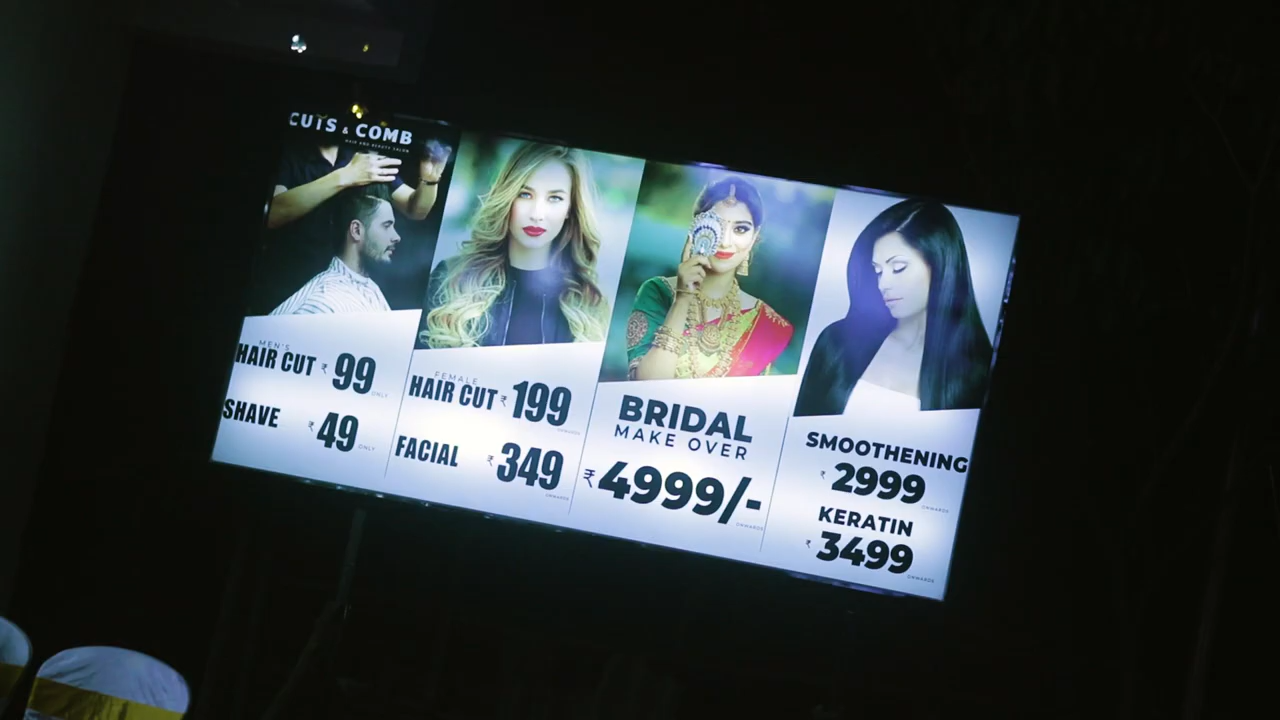 CUTS & COMB
HAIR AND BEAUTY SALON
MEN'S
HAIR CUT ₹ 99 ONLY
SHAVE ₹ 49 ONLY
FEMALE
HAIR CUT ₹ 199 ONWARDS
FACIAL ₹ 349 ONWARDS
BRIDAL
MAKE OVER
₹ 4999/- ONWARDS
SMOOTHENING
₹ 2999 ONWARDS
KERATIN
₹ 3499 ONWARDS